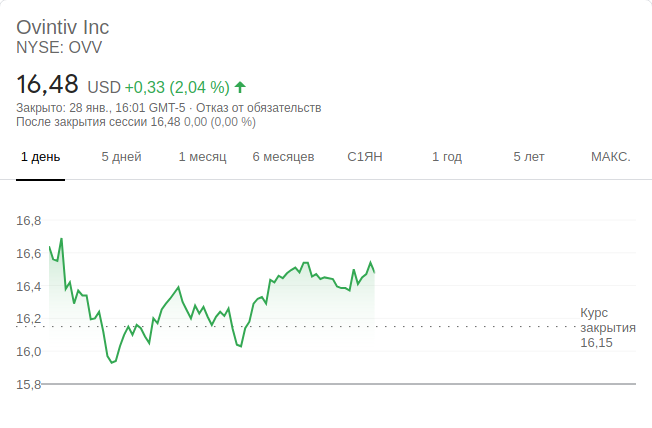 Ovintiv Inc
NYSE: OVV
16,48 USD +0,33 (2,04 %)
Закрыто: 28 янв., 16:01 GMT-5 · Отказ от обязательств
После закрытия сессии 16,48 0,00 (0,00 %)
1 день 5 дней 1 месяц 6 месяцев С1ЯН 1 год 5 лет МАКС.
16,8
16,6
16,4
16,2
16,0
15,8
Курс
закрытия
16,15